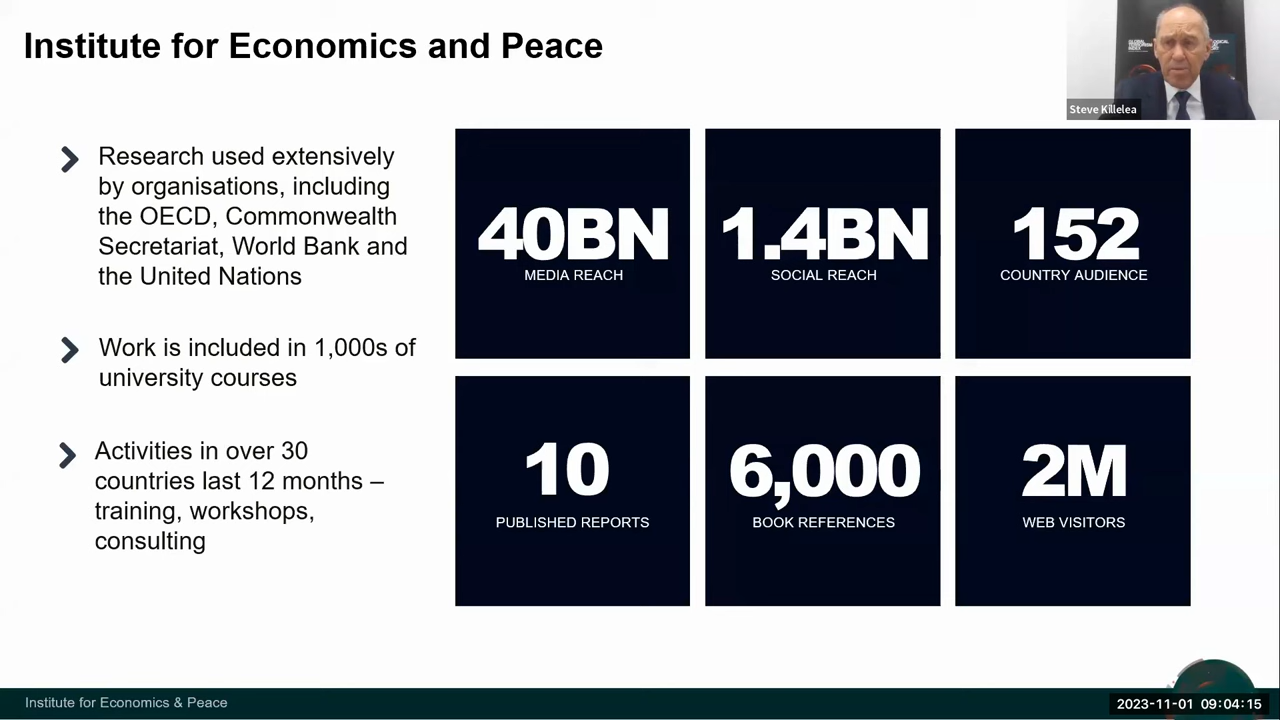 Institute for Economics and Peace
Steve Killelea
Research used extensively
by organisations, including
the OECD, Commonwealth
Secretariat, World Bank and
the United Nations
Work is included in 1,000s of
university courses
Activities in over 30
countries last 12 months –
training, workshops,
consulting
40BN
MEDIA REACH
1.4BN
SOCIAL REACH
152
COUNTRY AUDIENCE
10
PUBLISHED REPORTS
6,000
BOOK REFERENCES
2M
WEB VISITORS
Institute for Economics & Peace
2023-11-01 09:04:15